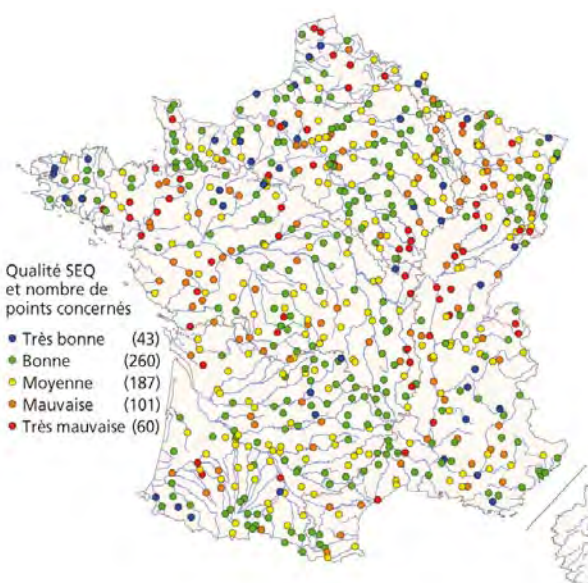 Qualité SEQ
et nombre de
points concernés
Très bonne (43)
Bonne (260)
Moyenne (187)
Mauvaise (101)
Très mauvaise (60)